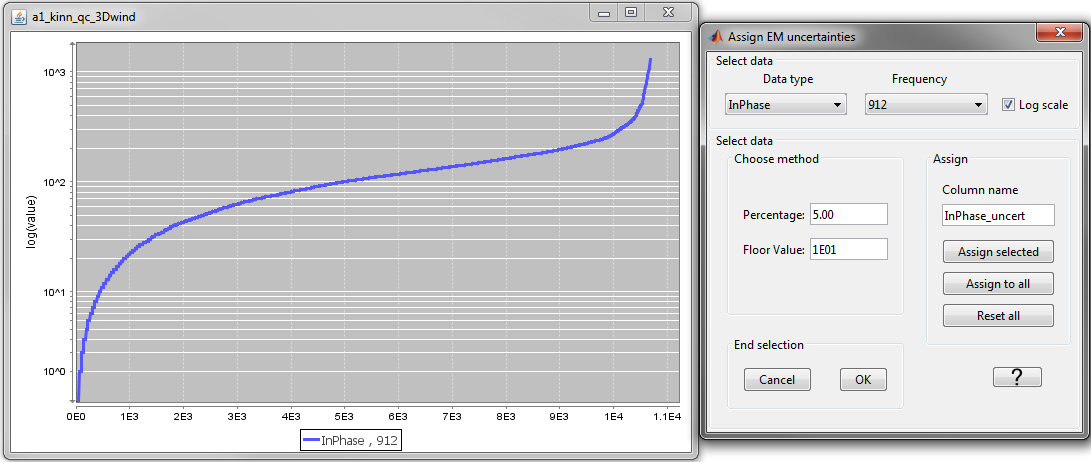 a1_kinn_qc_3Dwind
log(value)
10^3
10^2
10^1
10^0
0E0 1E3 2E3 3E3 4E3 5E3 6E3 7E3 8E3 9E3 1E4 1.1E4
InPhase , 912
Assign EM uncertainties
Select data
Data type Frequency
InPhase 912 Log scale
Select data
Choose method
Percentage: 5.00
Floor Value: 1E01
Assign
Column name
InPhase_uncert
Assign selected
Assign to all
Reset all
End selection
Cancel OK
?